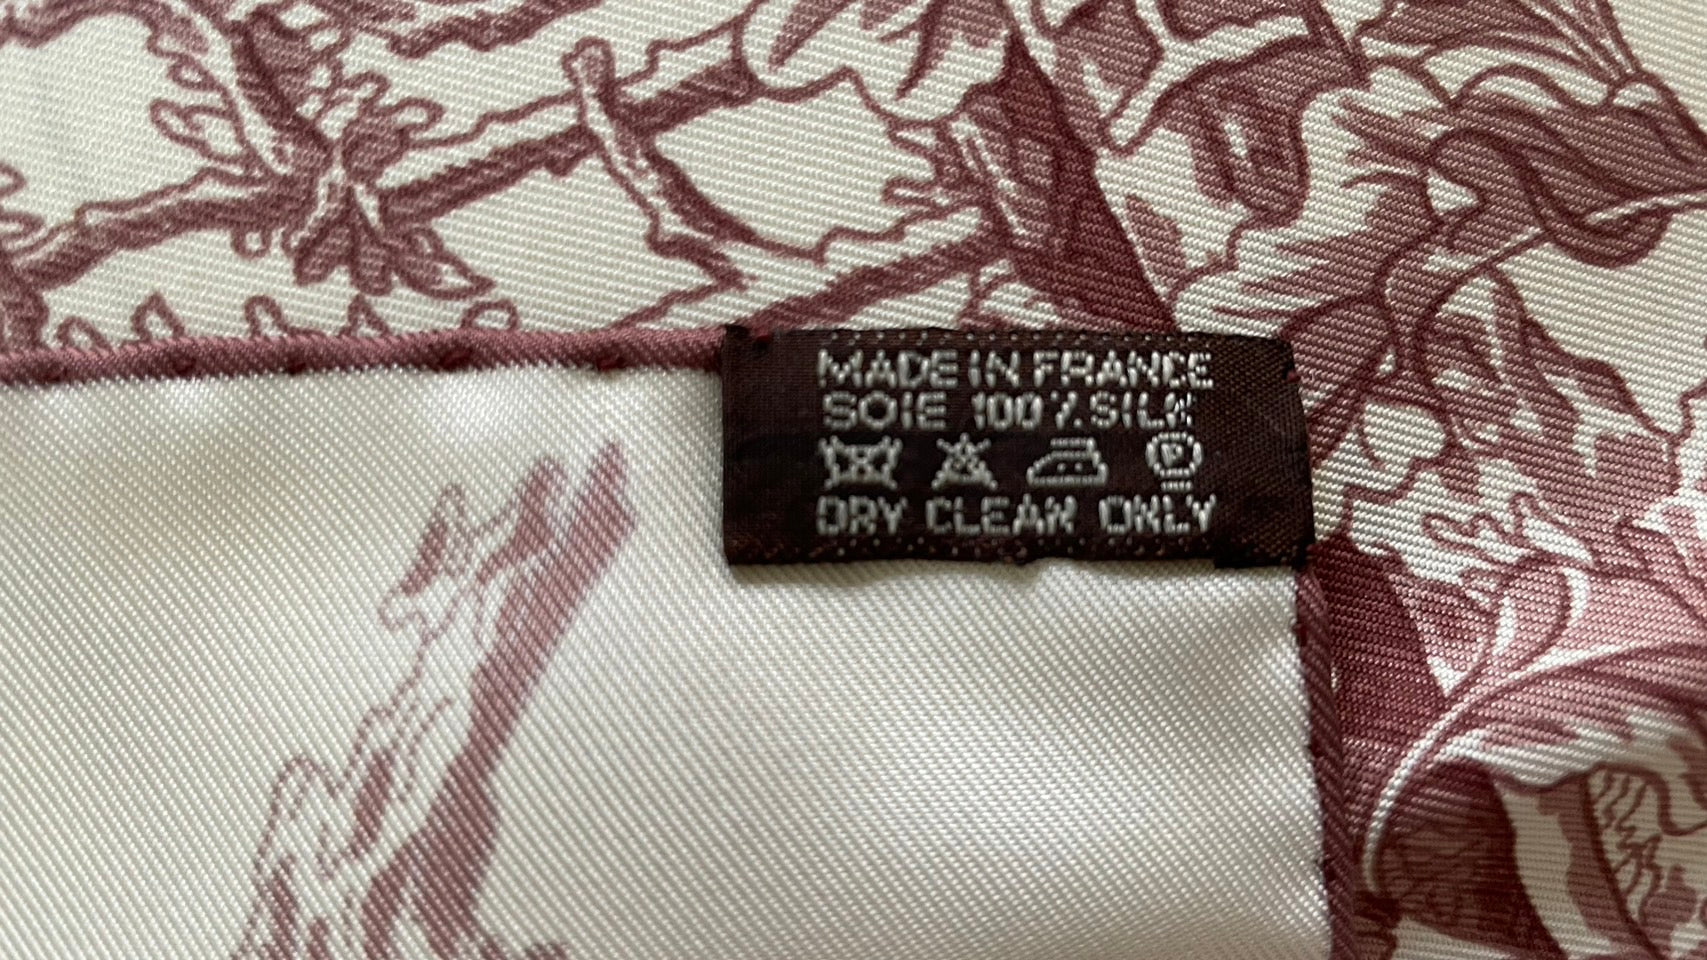 MADE IN FRANCE
SOIE 100% SILK
P
DRY CLEAN ONLY